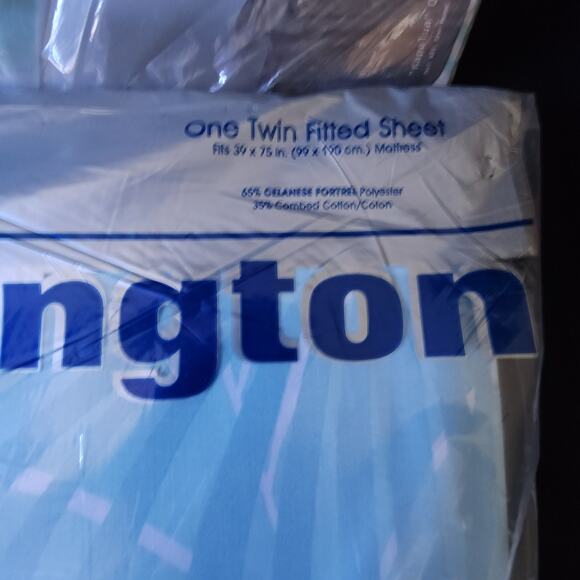 One Twin Fitted Sheet
Fits 39 x 75 in. (99 x 190 cm.) Mattress
65% CELANESE FORTREL Polyester
35% Combed Cotton/Coton
ngton